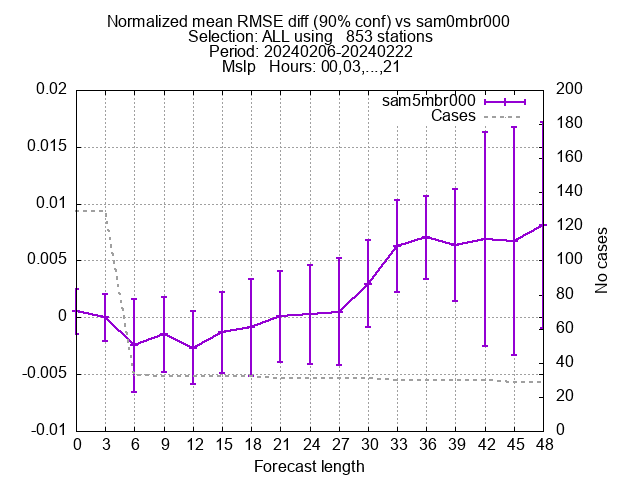 Normalized mean RMSE diff (90% conf) vs sam0mbr000
Selection: ALL using   853 stations
Period: 20240206-20240222
Mslp   Hours: 00,03,...,21
sam5mbr000
Cases
0.02
0.015
0.01
0.005
0
-0.005
-0.01
200
180
160
140
120
100
80
60
40
20
0
No cases
0 3 6 9 12 15 18 21 24 27 30 33 36 39 42 45 48
Forecast length